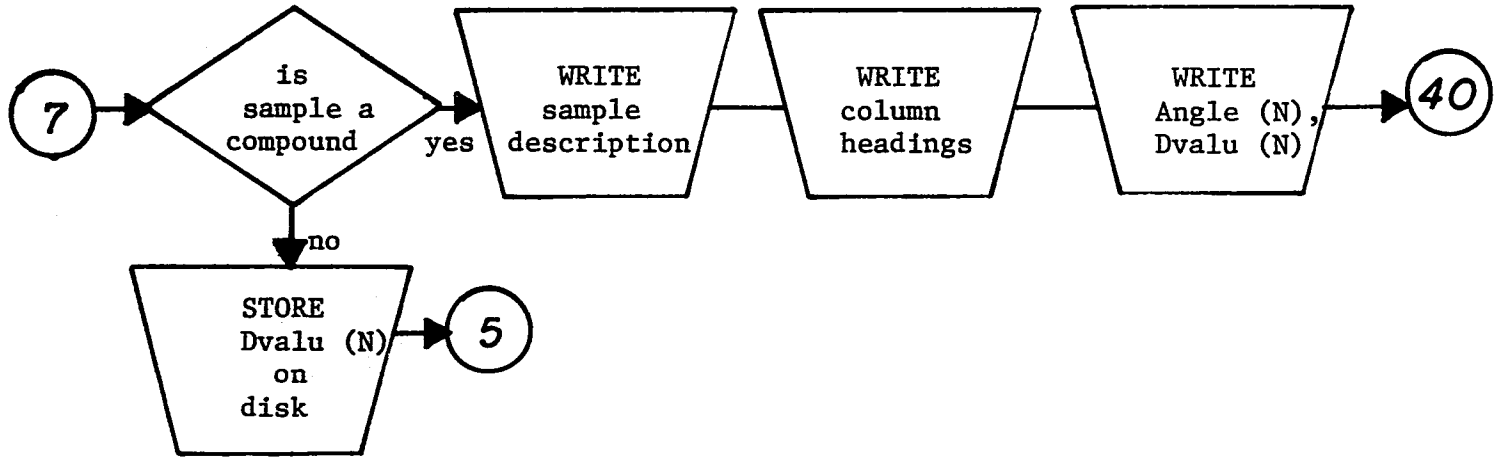 7
is
sample a
compound
yes
WRITE
sample
description
WRITE
column
headings
WRITE
Angle (N),
Dvalu (N)
40
no
STORE
Dvalu (N)
on
disk
5